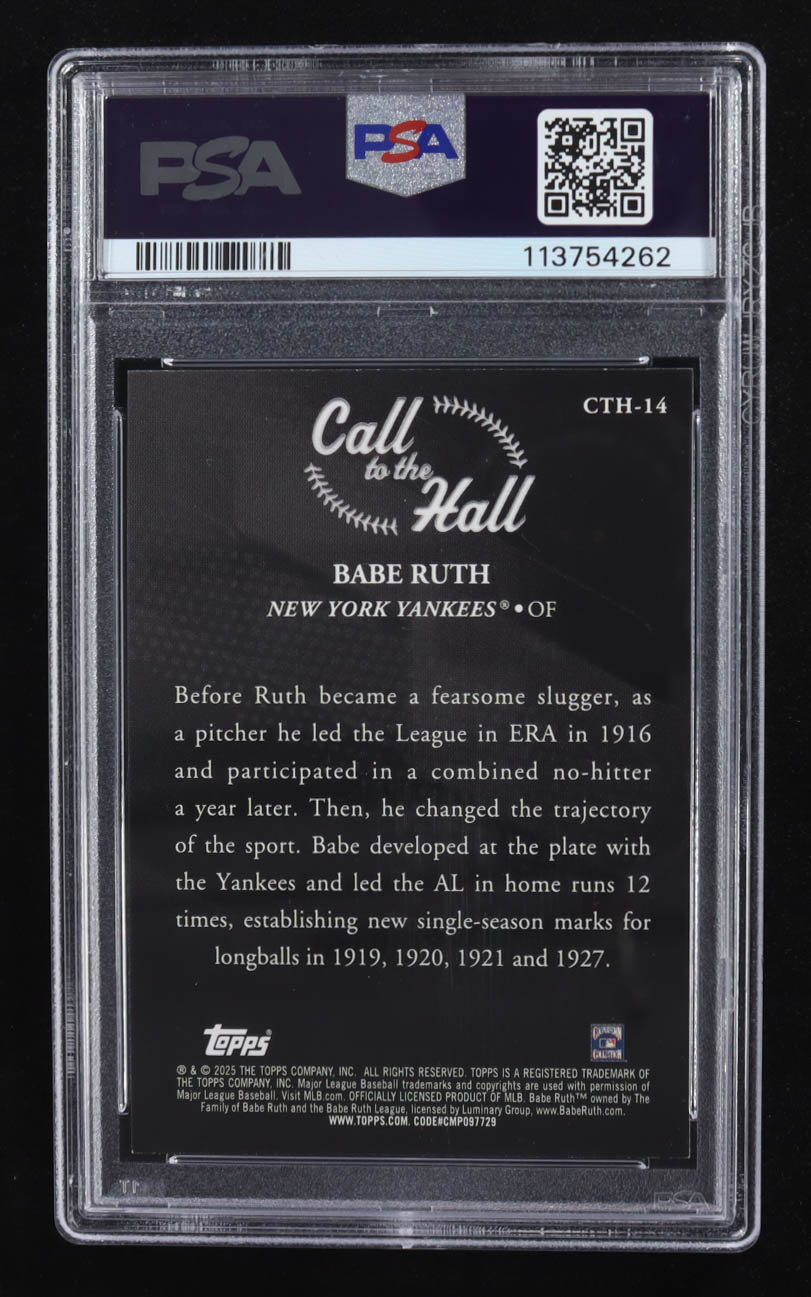 PSA
PSA
113754262
CTH-14
Call
to the
Hall
BABE RUTH
NEW YORK YANKEES® • OF
Before Ruth became a fearsome slugger, as
a pitcher he led the League in ERA in 1916
and participated in a combined no-hitter
a year later. Then, he changed the trajectory
of the sport. Babe developed at the plate with
the Yankees and led the AL in home runs 12
times, establishing new single-season marks for
longballs in 1919, 1920, 1921 and 1927.
Topps®
COOPERSTOWN
COLLECTION
® & © 2025 THE TOPPS COMPANY, INC. ALL RIGHTS RESERVED. TOPPS IS A REGISTERED TRADEMARK OF
THE TOPPS COMPANY, INC. Major League Baseball trademarks and copyrights are used with permission of
Major League Baseball. Visit MLB.com. OFFICIALLY LICENSED PRODUCT OF MLB. Babe Ruth™ owned by The
Family of Babe Ruth and the Babe Ruth League, licensed by Luminary Group, www.BabeRuth.com.
WWW.TOPPS.COM. CODE#CMP097729
PSA